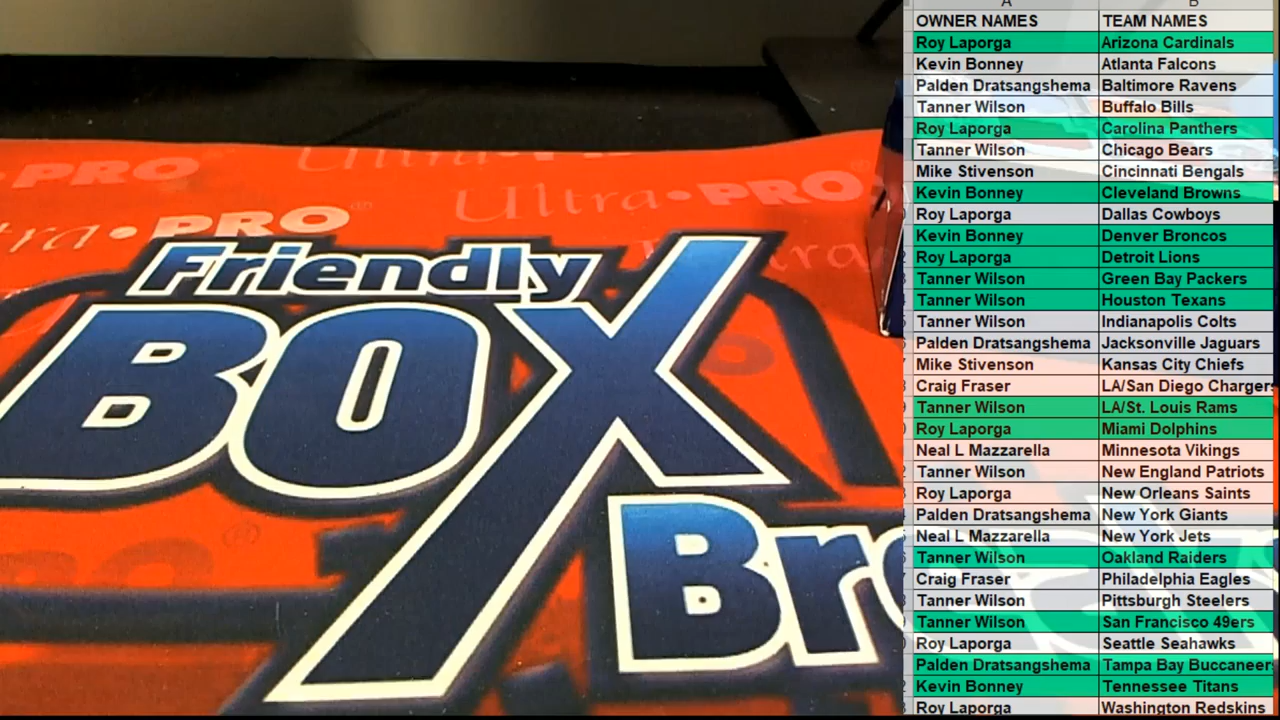 A B
OWNER NAMES TEAM NAMES
Roy Laporga Arizona Cardinals
Kevin Bonney Atlanta Falcons
Palden Dratsangshema Baltimore Ravens
Tanner Wilson Buffalo Bills
Roy Laporga Carolina Panthers
Tanner Wilson Chicago Bears
Mike Stivenson Cincinnati Bengals
Kevin Bonney Cleveland Browns
Roy Laporga Dallas Cowboys
Kevin Bonney Denver Broncos
Roy Laporga Detroit Lions
Tanner Wilson Green Bay Packers
Tanner Wilson Houston Texans
Tanner Wilson Indianapolis Colts
Palden Dratsangshema Jacksonville Jaguars
Mike Stivenson Kansas City Chiefs
Craig Fraser LA/San Diego Chargers
Tanner Wilson LA/St. Louis Rams
Roy Laporga Miami Dolphins
Neal L Mazzarella Minnesota Vikings
Tanner Wilson New England Patriots
Roy Laporga New Orleans Saints
Palden Dratsangshema New York Giants
Neal L Mazzarella New York Jets
Tanner Wilson Oakland Raiders
Craig Fraser Philadelphia Eagles
Tanner Wilson Pittsburgh Steelers
Tanner Wilson San Francisco 49ers
Roy Laporga Seattle Seahawks
Palden Dratsangshema Tampa Bay Buccaneers
Kevin Bonney Tennessee Titans
Roy Laporga Washington Redskins
PRO
Ultra
Ultra•PRO®
tra•PRO®
Friendly
BOX
Br